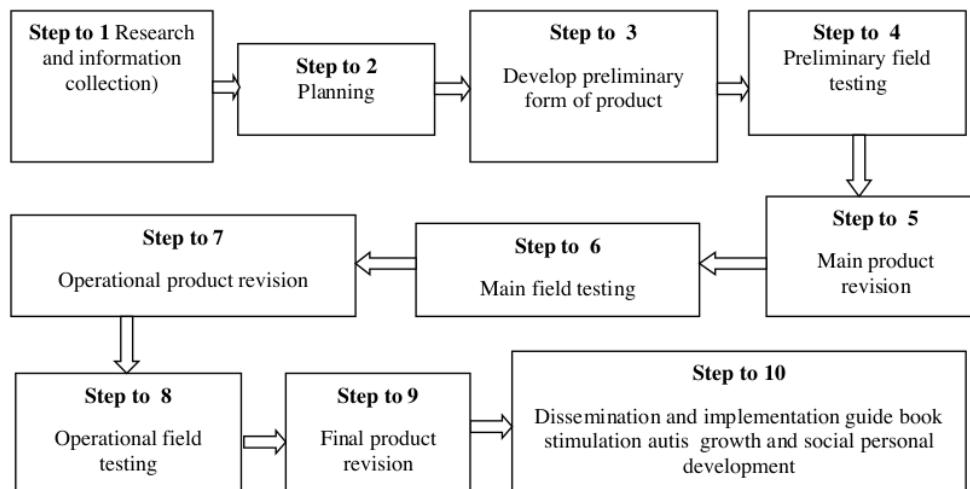 Step to 1 Research
and information
collection)
Step to 2
Planning
Step to 3
Develop preliminary
form of product
Step to 4
Preliminary field
testing
Step to 5
Main product
revision
Step to 6
Main field testing
Step to 7
Operational product revision
Step to 8
Operational field
testing
Step to 9
Final product
revision
Step to 10
Dissemination and implementation guide book
stimulation autis growth and social personal
development